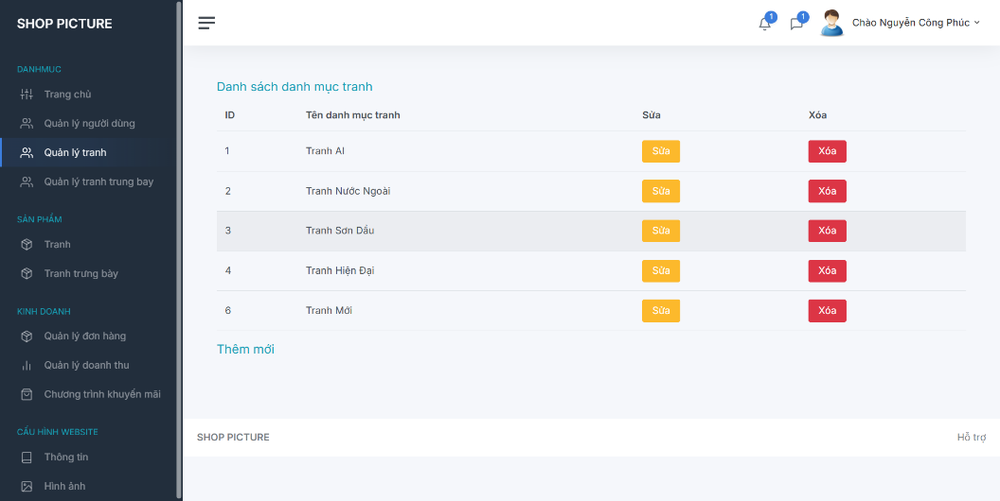 SHOP PICTURE
DANHMUC
Trang chủ
Quản lý người dùng
Quản lý tranh
Quản lý tranh trung bay
SẢN PHẨM
Tranh
Tranh trưng bày
KINH DOANH
Quản lý đơn hàng
Quản lý doanh thu
Chương trình khuyến mãi
CẤU HÌNH WEBSITE
Thông tin
Hình ảnh
1 1 Chào Nguyễn Công Phúc
Danh sách danh mục tranh
ID Tên danh mục tranh Sửa Xóa
1 Tranh AI Sửa Xóa
2 Tranh Nước Ngoài Sửa Xóa
3 Tranh Sơn Dầu Sửa Xóa
4 Tranh Hiện Đại Sửa Xóa
6 Tranh Mới Sửa Xóa
Thêm mới
SHOP PICTURE Hỗ trợ